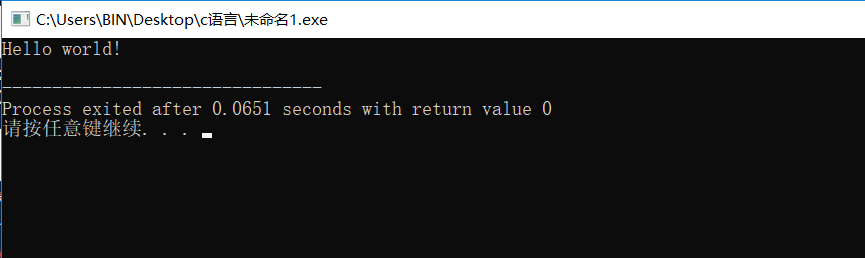 C:\Users\BIN\Desktop\c语言\未命名1.exe
Hello world!
--------------------------------
Process exited after 0.0651 seconds with return value 0
请按任意键继续. . .